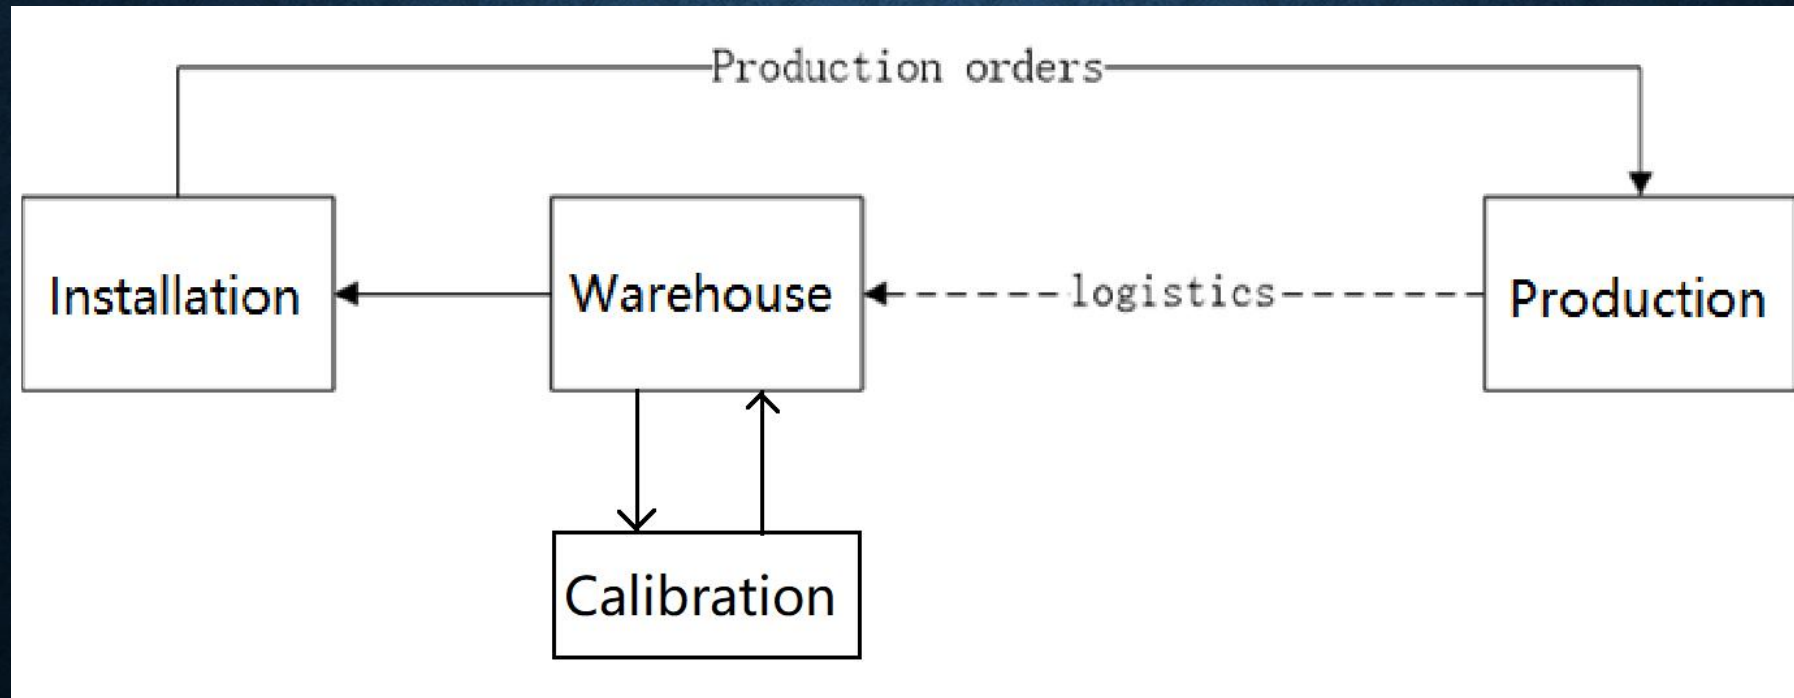 Production orders
Installation
Warehouse
logistics
Production
Calibration